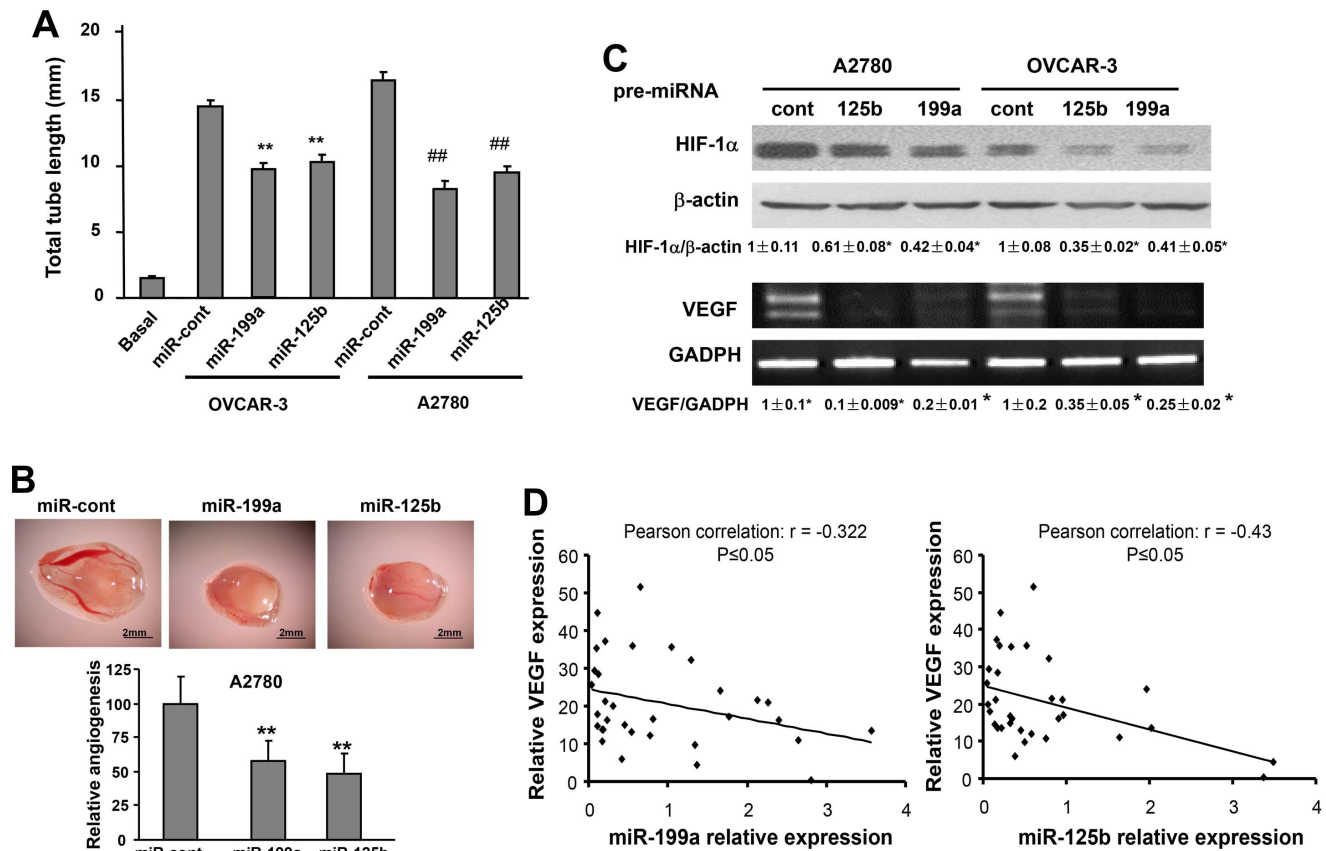 A
Total tube length (mm)
20
15
10
5
0
** ** ## ##
Basal miR-cont miR-199a miR-125b miR-cont miR-199a miR-125b
OVCAR-3 A2780
B
miR-cont miR-199a miR-125b
2mm 2mm 2mm
Relative angiogenesis
125
100
75
50
25
0
A2780
** **
miR-cont miR-199a miR-125b
C
A2780 OVCAR-3
pre-miRNA
cont 125b 199a cont 125b 199a
HIF-1α
β-actin
HIF-1α/β-actin 1±0.11 0.61±0.08* 0.42±0.04* 1±0.08 0.35±0.02* 0.41±0.05*
VEGF
GADPH
VEGF/GADPH 1±0.1* 0.1±0.009* 0.2±0.01* 1±0.2 0.35±0.05* 0.25±0.02*
D
Pearson correlation: r = -0.322
P≤0.05
Relative VEGF expression
60
50
40
30
20
10
0
0 1 2 3 4
miR-199a relative expression
Pearson correlation: r = -0.43
P≤0.05
Relative VEGF expression
60
50
40
30
20
10
0
0 1 2 3 4
miR-125b relative expression